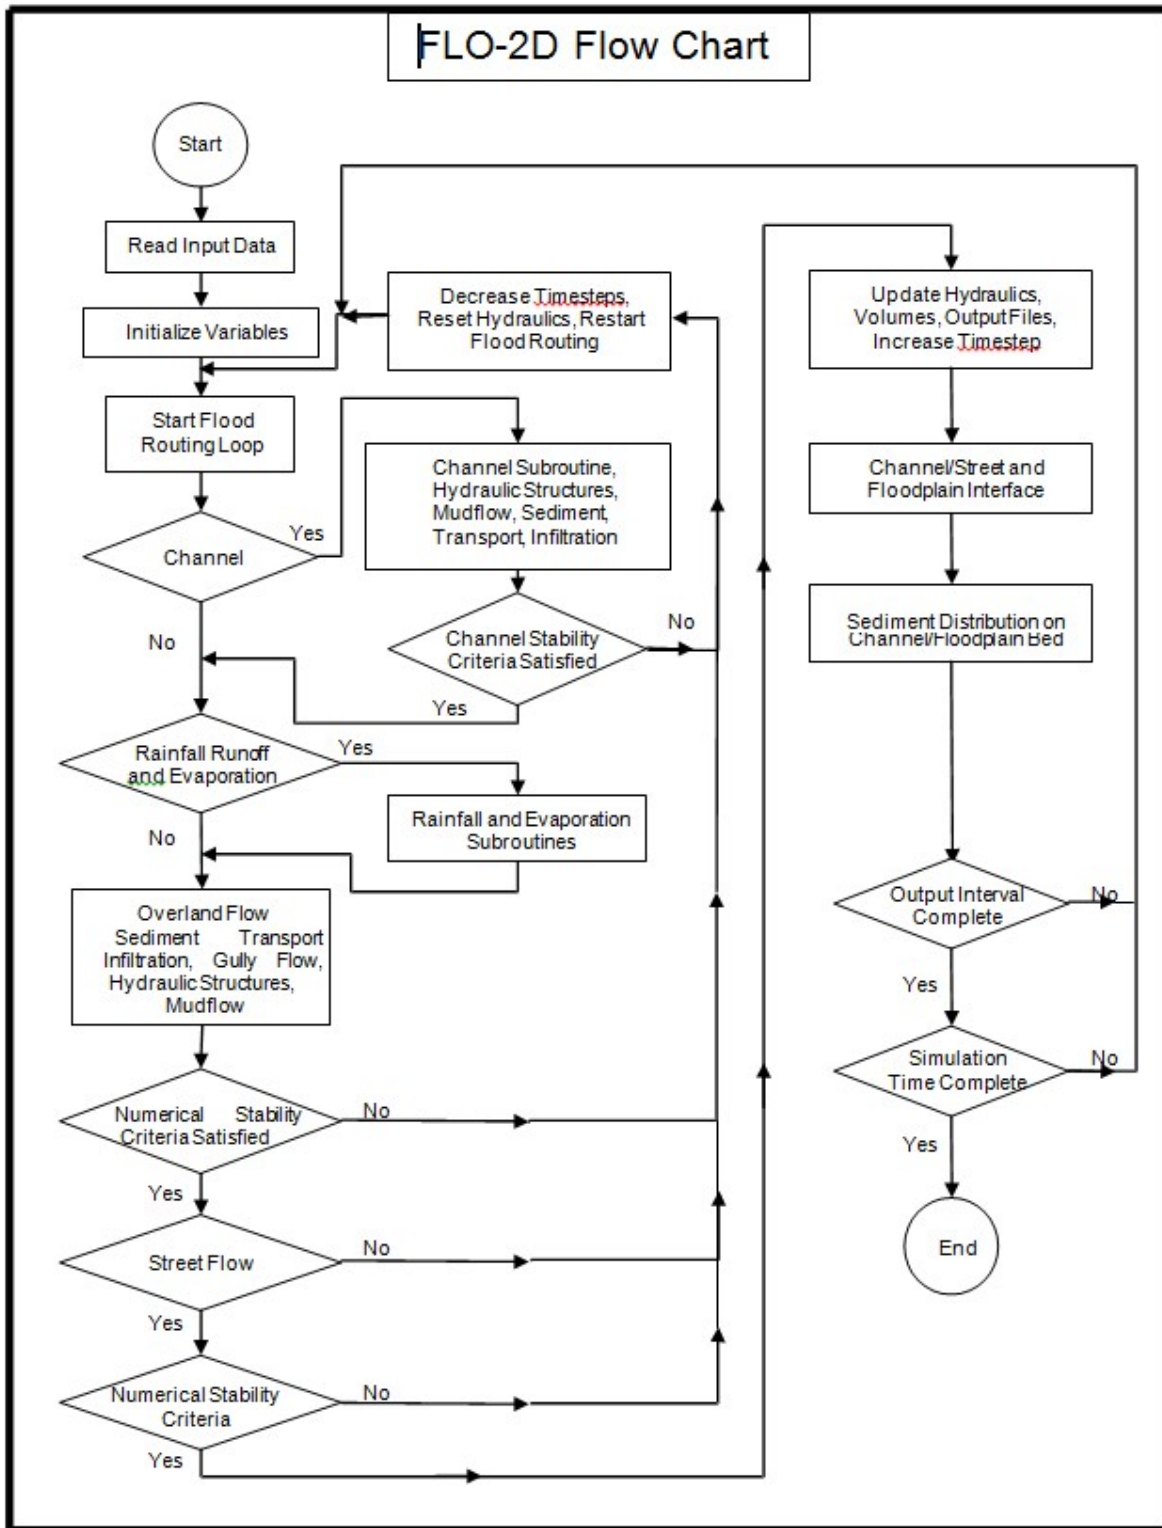 FLO-2D Flow Chart
Start
Read Input Data
Initialize Variables
Decrease Timesteps,
Reset Hydraulics, Restart
Flood Routing
Start Flood
Routing Loop
Channel Subroutine,
Hydraulic Structures,
Mudflow, Sediment,
Transport, Infiltration
Yes
Channel
No
Channel Stability
Criteria Satisfied
No
Yes
Rainfall Runoff
and Evaporation
Yes
Rainfall and Evaporation
Subroutines
No
Overland Flow
Sediment Transport
Infiltration, Gully Flow,
Hydraulic Structures,
Mudflow
Numerical Stability
Criteria Satisfied
No
Yes
Street Flow
No
Yes
Numerical Stability
Criteria
No
Yes
Update Hydraulics,
Volumes, Output Files,
Increase Timestep
Channel/Street and
Floodplain Interface
Sediment Distribution on
Channel/Floodplain Bed
Output Interval
Complete
No
Yes
Simulation
Time Complete
No
Yes
End